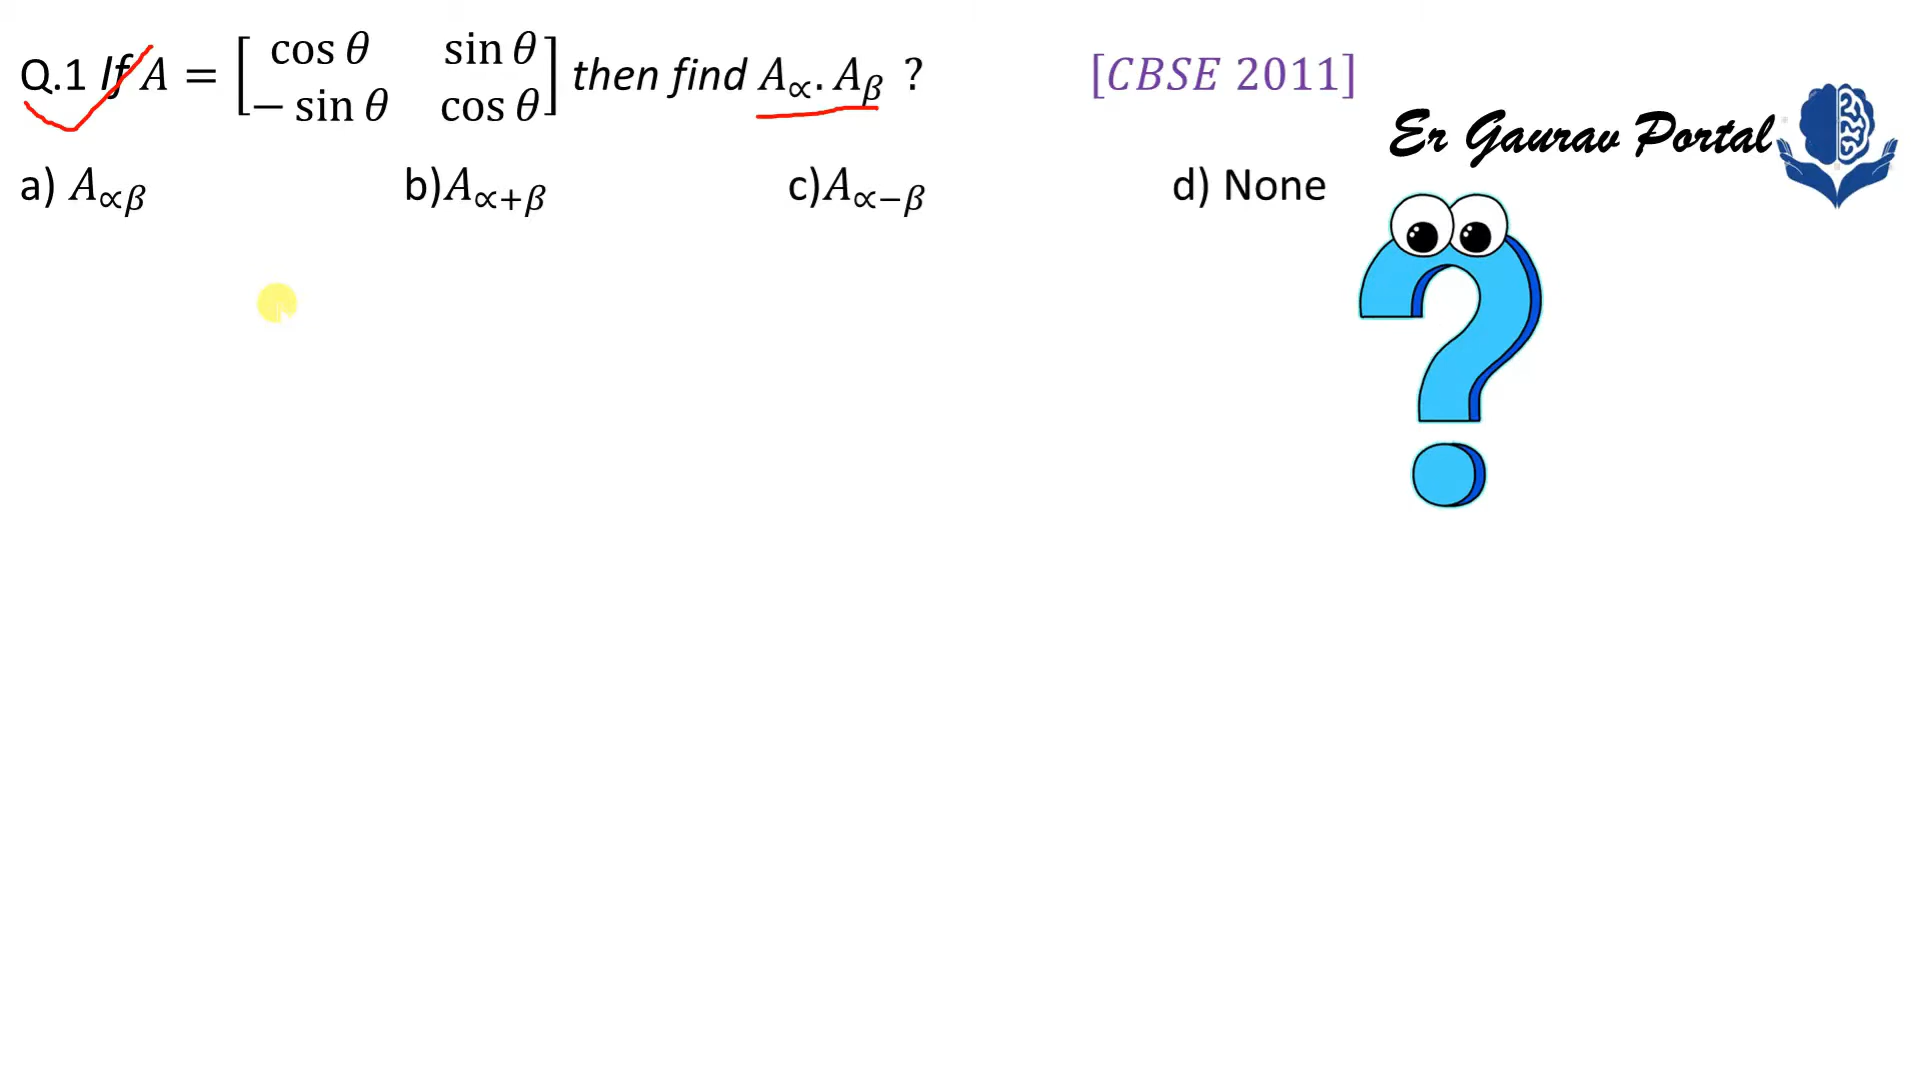 Q.1 If A = [cos θ sin θ − sin θ cos θ] then find A∝. Aβ ? [CBSE 2011]
Er Gaurav Portal
a) A∝β b)A∝+β c)A∝−β d) None